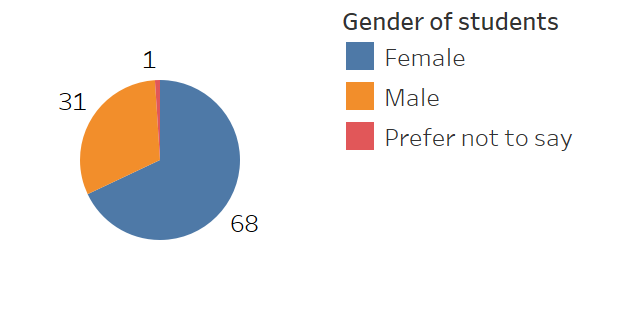 Gender of students
Female
Male
Prefer not to say
1
31
68